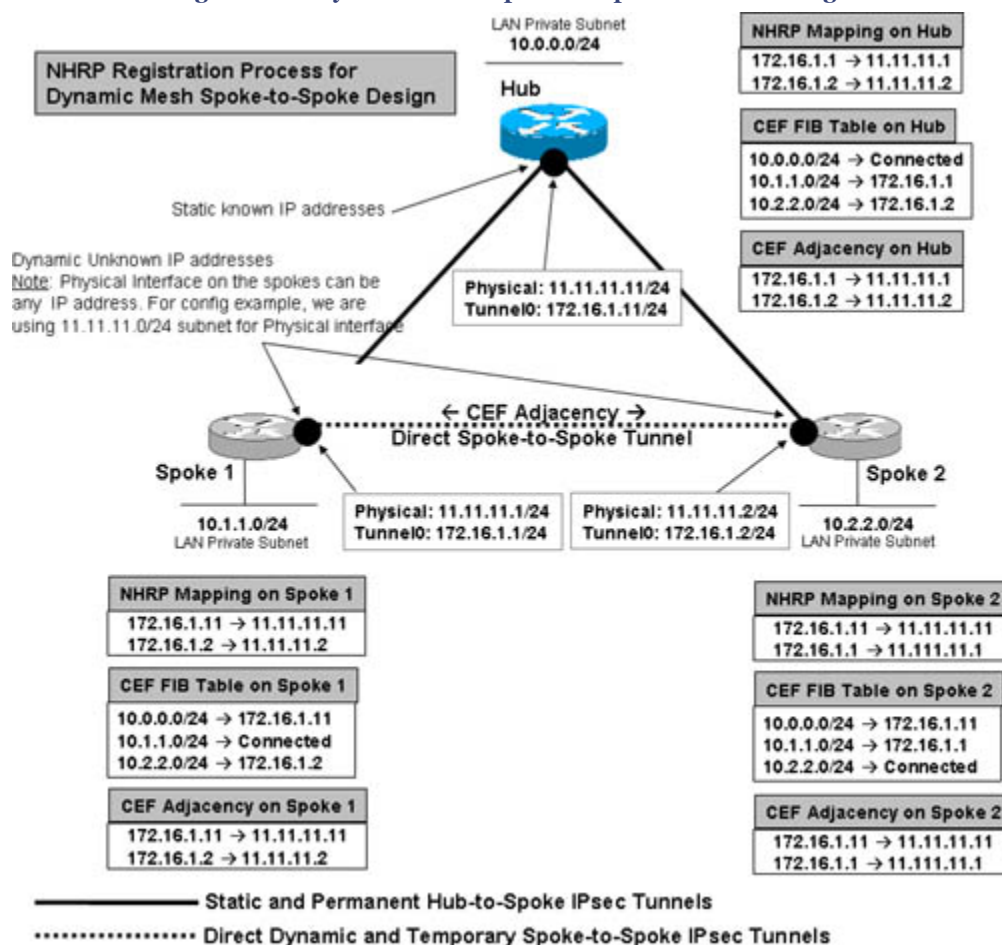 NHRP Registration Process for
Dynamic Mesh Spoke-to-Spoke Design
LAN Private Subnet
10.0.0.0/24
Hub
NHRP Mapping on Hub
172.16.1.1 → 11.11.11.1
172.16.1.2 → 11.11.11.2
CEF FIB Table on Hub
10.0.0.0/24 → Connected
10.1.1.0/24 → 172.16.1.1
10.2.2.0/24 → 172.16.1.2
CEF Adjacency on Hub
172.16.1.1 → 11.11.11.1
172.16.1.2 → 11.11.11.2
Static known IP addresses
Dynamic Unknown IP addresses
Note: Physical Interface on the spokes can be
any IP address. For config example, we are
using 11.11.11.0/24 subnet for Physical interface
Physical: 11.11.11.11/24
Tunnel0: 172.16.1.11/24
← CEF Adjacency →
Direct Spoke-to-Spoke Tunnel
Spoke 1
Spoke 2
Physical: 11.11.11.1/24
Tunnel0: 172.16.1.1/24
Physical: 11.11.11.2/24
Tunnel0: 172.16.1.2/24
10.1.1.0/24
LAN Private Subnet
10.2.2.0/24
LAN Private Subnet
NHRP Mapping on Spoke 1
172.16.1.11 → 11.11.11.11
172.16.1.2 → 11.11.11.2
CEF FIB Table on Spoke 1
10.0.0.0/24 → 172.16.1.11
10.1.1.0/24 → Connected
10.2.2.0/24 → 172.16.1.2
CEF Adjacency on Spoke 1
172.16.1.11 → 11.11.11.11
172.16.1.2 → 11.11.11.2
NHRP Mapping on Spoke 2
172.16.1.11 → 11.11.11.11
172.16.1.1 → 11.111.11.1
CEF FIB Table on Spoke 2
10.0.0.0/24 → 172.16.1.11
10.1.1.0/24 → 172.16.1.1
10.2.2.0/24 → Connected
CEF Adjacency on Spoke 2
172.16.1.11 → 11.11.11.11
172.16.1.1 → 11.111.11.1
Static and Permanent Hub-to-Spoke IPsec Tunnels
Direct Dynamic and Temporary Spoke-to-Spoke IPsec Tunnels